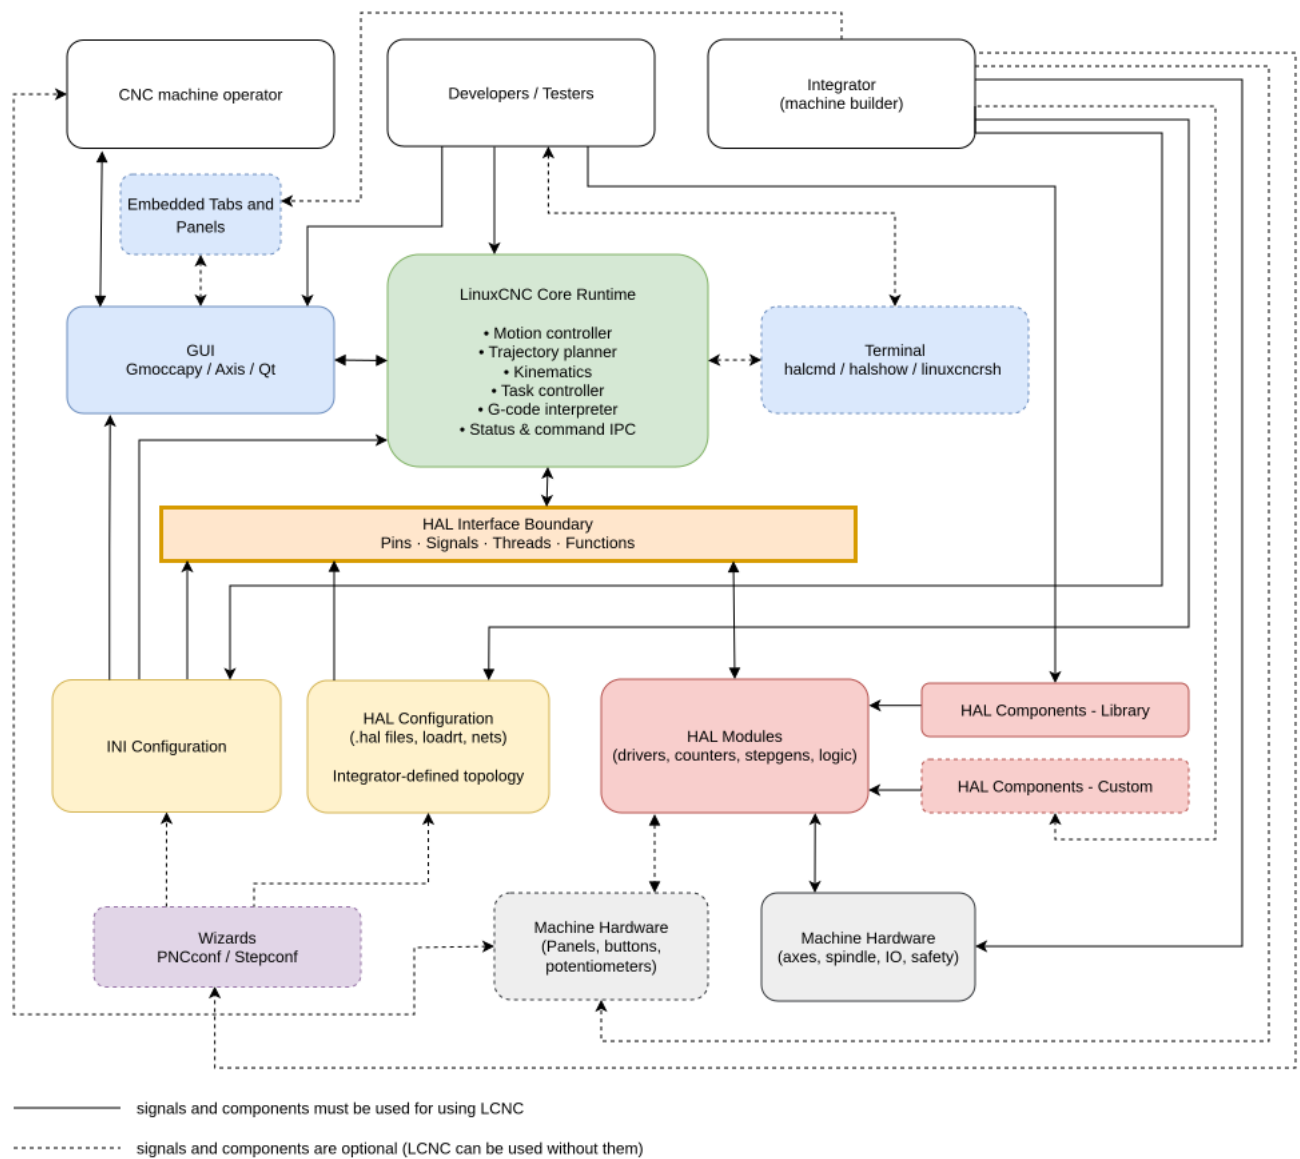 CNC machine operator
Developers / Testers
Integrator
(machine builder)
Embedded Tabs and
Panels
LinuxCNC Core Runtime
• Motion controller
• Trajectory planner
• Kinematics
• Task controller
• G-code interpreter
• Status & command IPC
GUI
Gmoccapy / Axis / Qt
Terminal
halcmd / halshow / linuxcncrsh
HAL Interface Boundary
Pins · Signals · Threads · Functions
INI Configuration
HAL Configuration
(.hal files, loadrt, nets)
Integrator-defined topology
HAL Modules
(drivers, counters, stepgens, logic)
HAL Components - Library
HAL Components - Custom
Wizards
PNCconf / Stepconf
Machine Hardware
(Panels, buttons,
potentiometers)
Machine Hardware
(axes, spindle, IO, safety)
signals and components must be used for using LCNC
signals and components are optional (LCNC can be used without them)